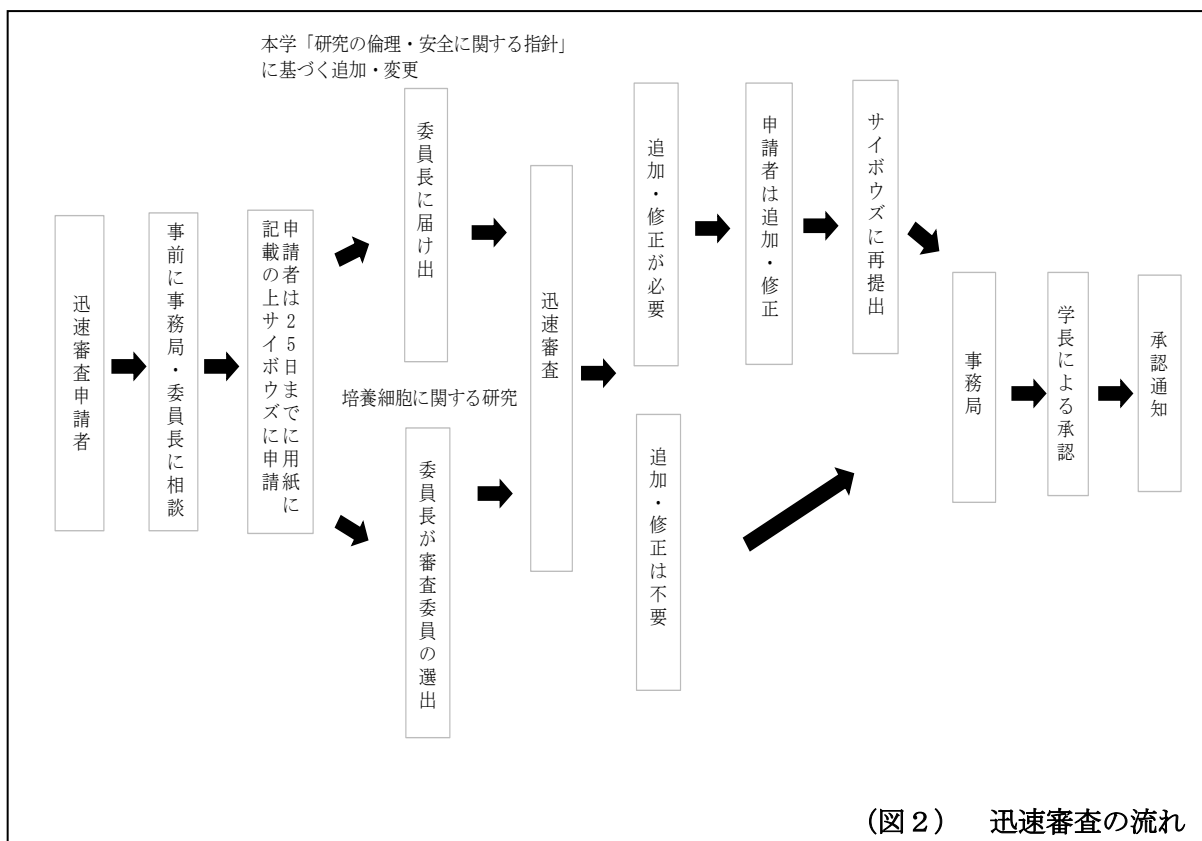 本学「研究の倫理・安全に関する指針」
に基づく追加・変更
迅速審査申請者
事前に事務局・委員長に相談
申請者は２５日までに用紙に
記載の上サイボウズに申請
委員長に届け出
培養細胞に関する研究
委員長が審査委員の選出
迅速審査
追加・修正が必要
追加・修正は不要
申請者は追加・修正
サイボウズに再提出
事務局
学長による承認
承認通知
（図２）　迅速審査の流れ